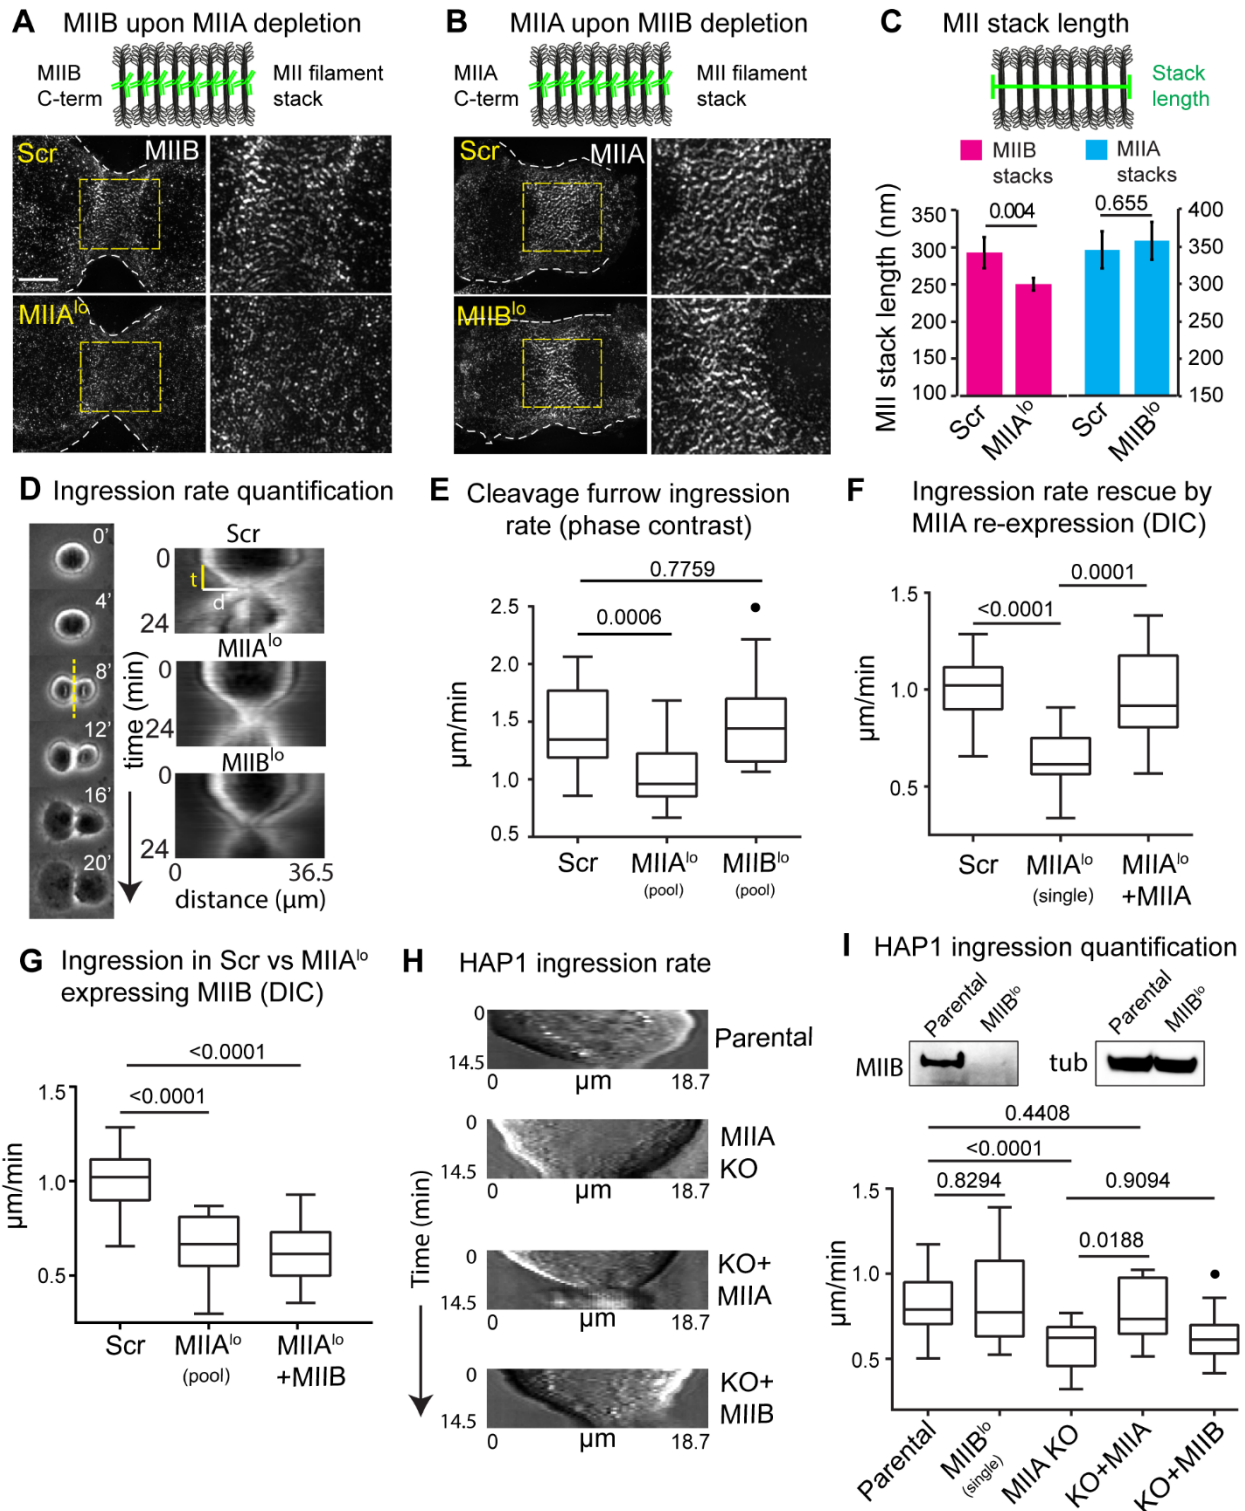 A MIIB upon MIIA depletion
MIIB
C-term
MII filament
stack
Scr
MIIB
MIIA^lo
B MIIA upon MIIB depletion
MIIA
C-term
MII filament
stack
Scr
MIIA
MIIB^lo
C MII stack length
Stack
length
MIIB
stacks
MIIA
stacks
MII stack length (nm)
350
300
250
200
150
100
0.004
0.655
400
350
300
250
200
150
Scr
MIIA^lo
Scr
MIIB^lo
D Ingression rate quantification
0'
4'
8'
12'
16'
20'
time (min)
Scr
0
t
d
24
MIIA^lo
0
24
MIIB^lo
0
24
0 36.5
distance (µm)
E Cleavage furrow ingression
rate (phase contrast)
0.7759
0.0006
2.5
2.0
1.5
1.0
0.5
µm/min
Scr
MIIA^lo
(pool)
MIIB^lo
(pool)
F Ingression rate rescue by
MIIA re-expression (DIC)
0.0001
<0.0001
1.5
1.0
0.5
µm/min
Scr
MIIA^lo
(single)
MIIA^lo
+MIIA
G Ingression in Scr vs MIIA^lo
expressing MIIB (DIC)
<0.0001
<0.0001
1.5
1.0
0.5
µm/min
Scr
MIIA^lo
(pool)
MIIA^lo
+MIIB
H HAP1 ingression rate
Time (min)
0
14.5
0 µm 18.7
Parental
0
14.5
0 µm 18.7
MIIA
KO
0
14.5
0 µm 18.7
KO+
MIIA
0
14.5
0 µm 18.7
KO+
MIIB
I HAP1 ingression quantification
Parental
MIIB^lo
MIIB
Parental
MIIB^lo
tub
0.4408
<0.0001
0.8294
0.9094
0.0188
1.5
1.0
0.5
µm/min
Parental
MIIB^lo
(single)
MIIA KO
KO+MIIA
KO+MIIB